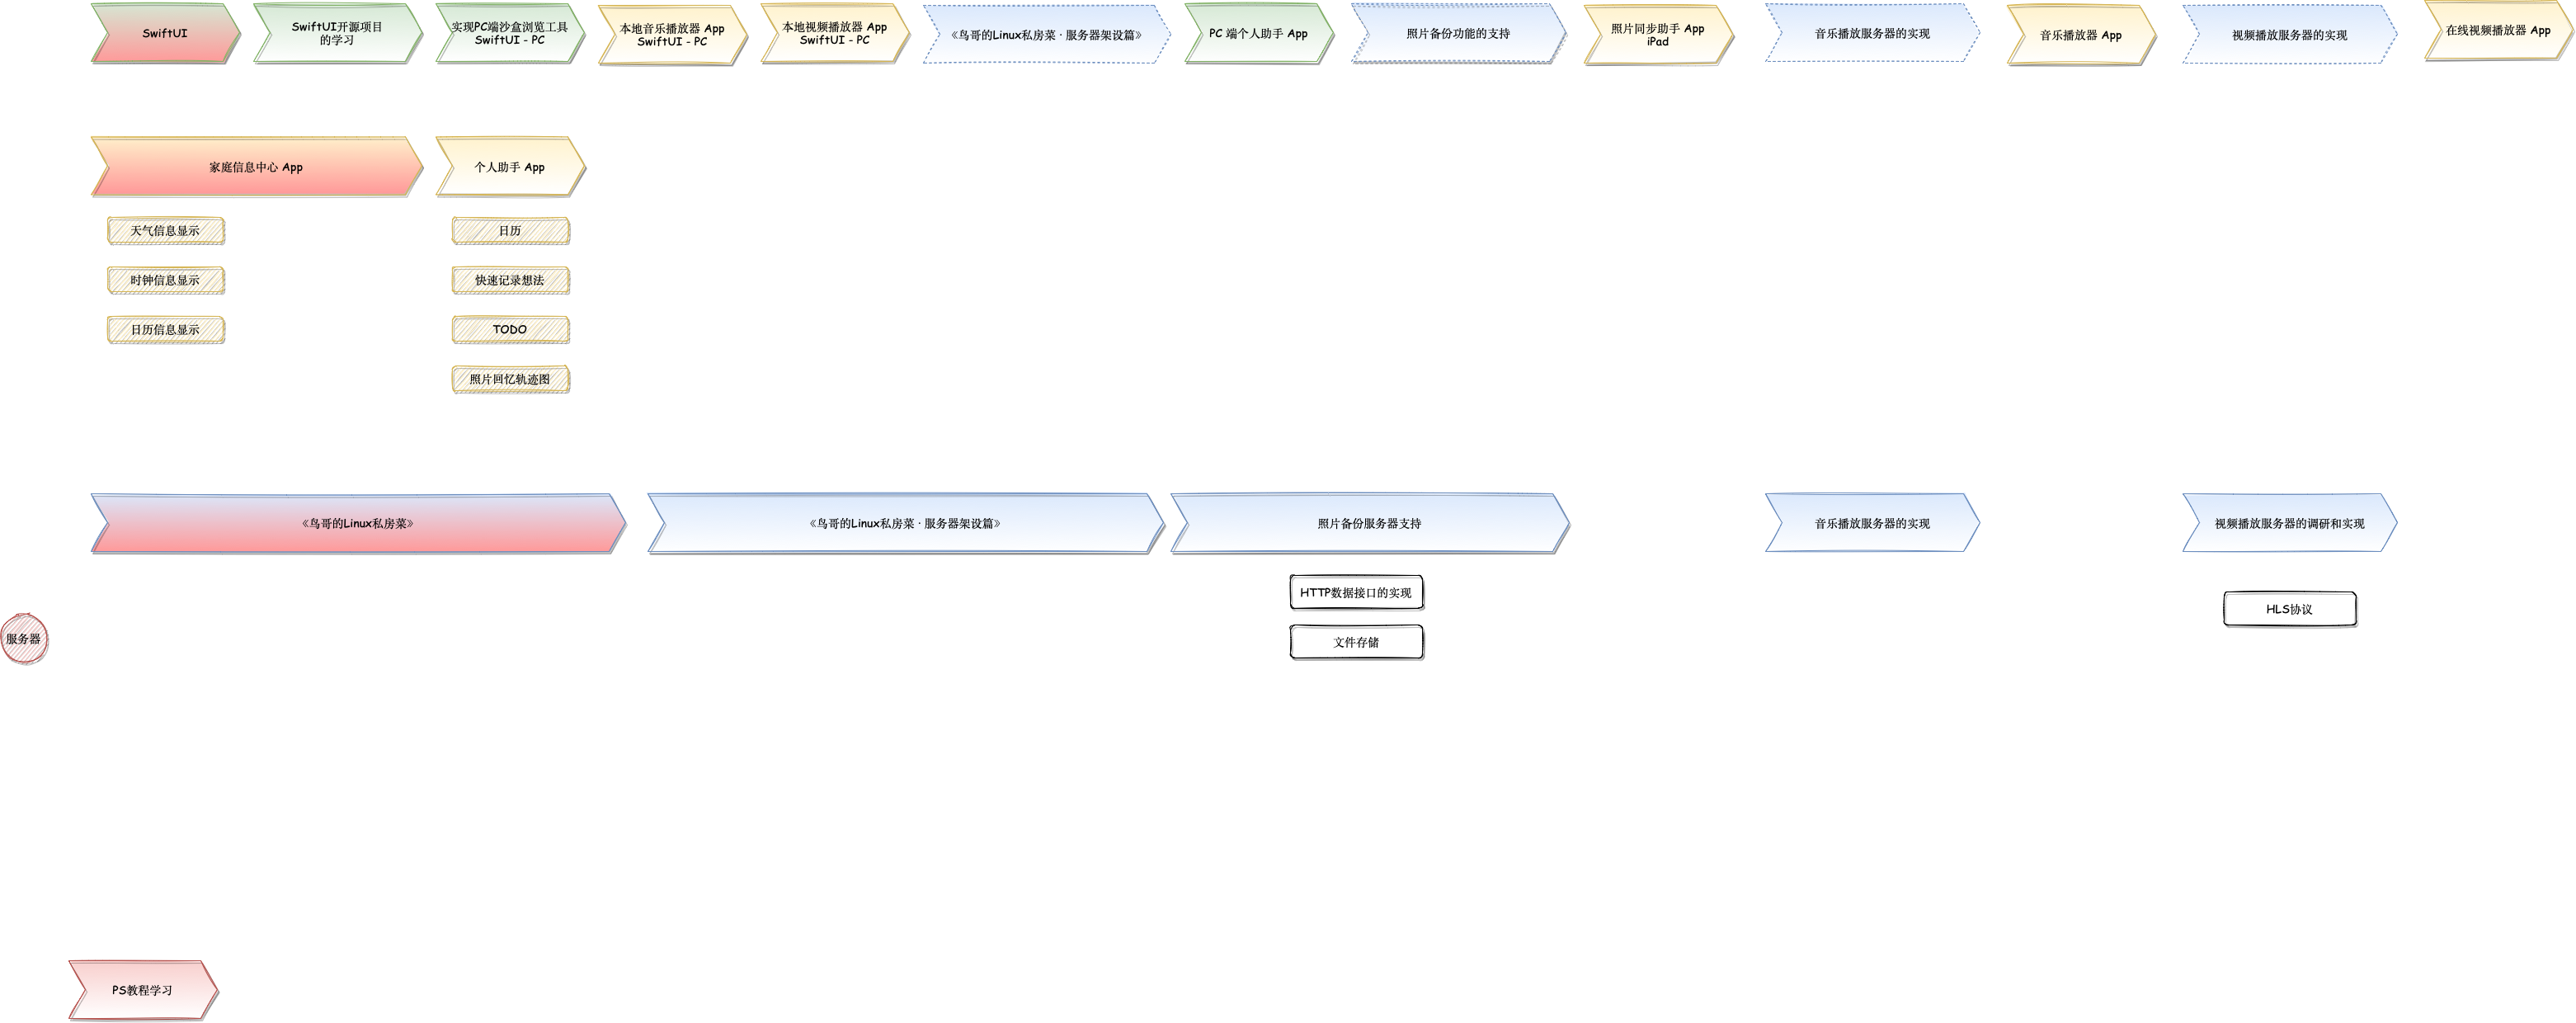 SwiftUI
SwiftUI开源项目
的学习
实现PC端沙盒浏览工具
SwiftUI - PC
本地音乐播放器 App
SwiftUI - PC
本地视频播放器 App
SwiftUI - PC
《鸟哥的Linux私房菜 · 服务器架设篇》
PC 端个人助手 App
照片备份功能的支持
照片同步助手 App
iPad
音乐播放服务器的实现
音乐播放器 App
视频播放服务器的实现
在线视频播放器 App
家庭信息中心 App
个人助手 App
天气信息显示
日历
时钟信息显示
快速记录想法
日历信息显示
TODO
照片回忆轨迹图
《鸟哥的Linux私房菜》
《鸟哥的Linux私房菜 · 服务器架设篇》
照片备份服务器支持
音乐播放服务器的实现
视频播放服务器的调研和实现
HTTP数据接口的实现
HLS协议
服务器
文件存储
PS教程学习